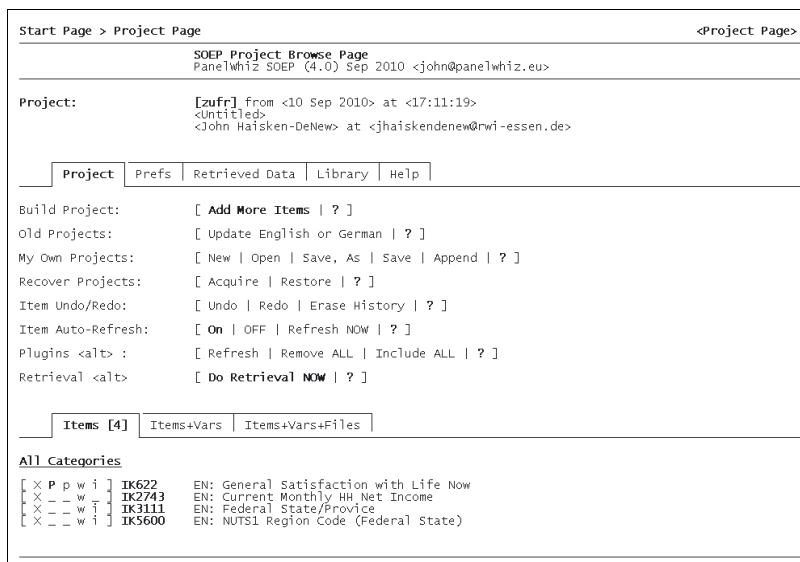 Start Page > Project Page <Project Page>
SOEP Project Browse Page
PanelWhiz SOEP (4.0) Sep 2010 <john@panelwhiz.eu>
Project: [zufr] from <10 Sep 2010> at <17:11:19>
<Untitled>
<John Haisken-DeNew> at <jhaiskendenew@rwi-essen.de>
Project | Prefs | Retrieved Data | Library | Help
Build Project: [ Add More Items | ? ]
Old Projects: [ Update English or German | ? ]
My Own Projects: [ New | Open | Save, As | Save | Append | ? ]
Recover Projects: [ Acquire | Restore | ? ]
Item Undo/Redo: [ Undo | Redo | Erase History | ? ]
Item Auto-Refresh: [ On | OFF | Refresh NOW | ? ]
Plugins <alt> : [ Refresh | Remove ALL | Include ALL | ? ]
Retrieval <alt> [ Do Retrieval NOW | ? ]
Items [4] | Items+Vars | Items+Vars+Files
All Categories
[ X P p w i ] IK622 EN: General Satisfaction with Life Now
[ X _ _ w _ ] IK2743 EN: Current Monthly HH Net Income
[ X _ _ w i ] IK3111 EN: Federal State/Provice
[ X _ _ w i ] IK5600 EN: NUTS1 Region Code (Federal State)